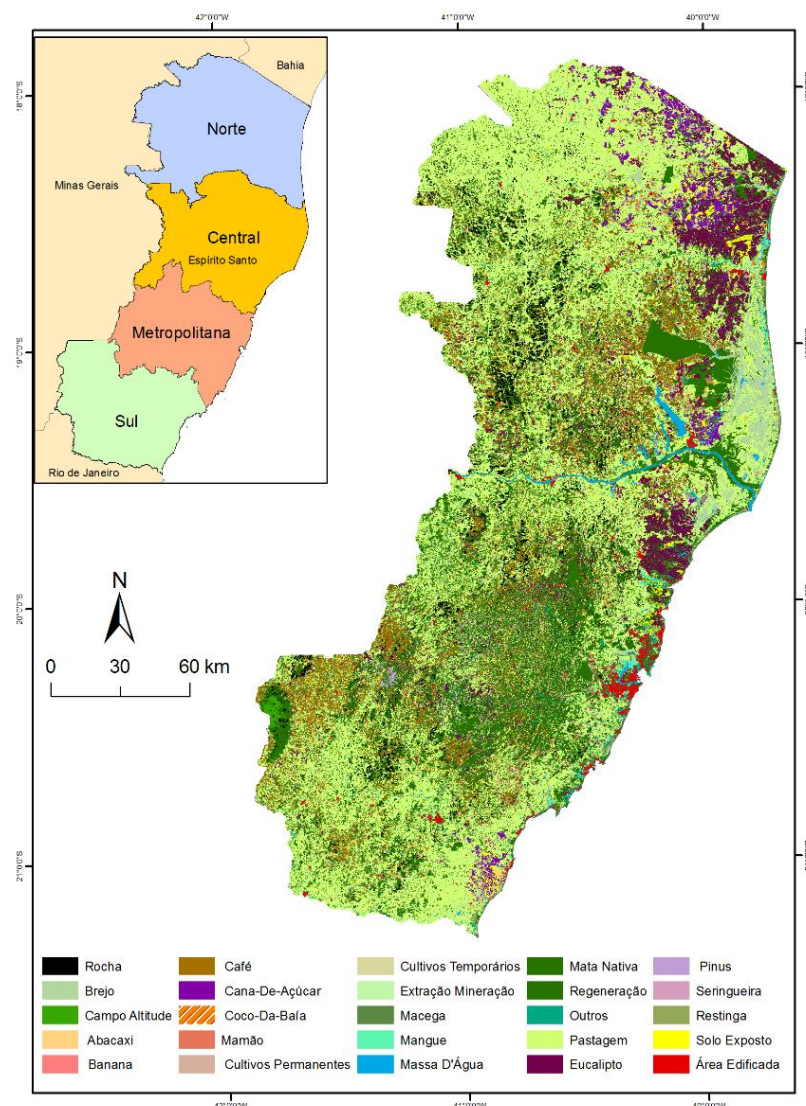 42°0'0"W 41°0'0"W 40°0'0"W
Bahia
18°0'0"S
Norte
Minas Gerais
Central
Espírito Santo
Metropolitana
19°0'0"S
Sul
Rio de Janeiro
N
20°0'0"S
0 30 60 km
21°0'0"S
Rocha Café Cultivos Temporários Mata Nativa Pinus
Brejo Cana-De-Açúcar Extração Mineração Regeneração Seringueira
Campo Altitude Coco-Da-Baía Macega Outros Restinga
Abacaxi Mamão Mangue Pastagem Solo Exposto
Banana Cultivos Permanentes Massa D'Água Eucalipto Área Edificada